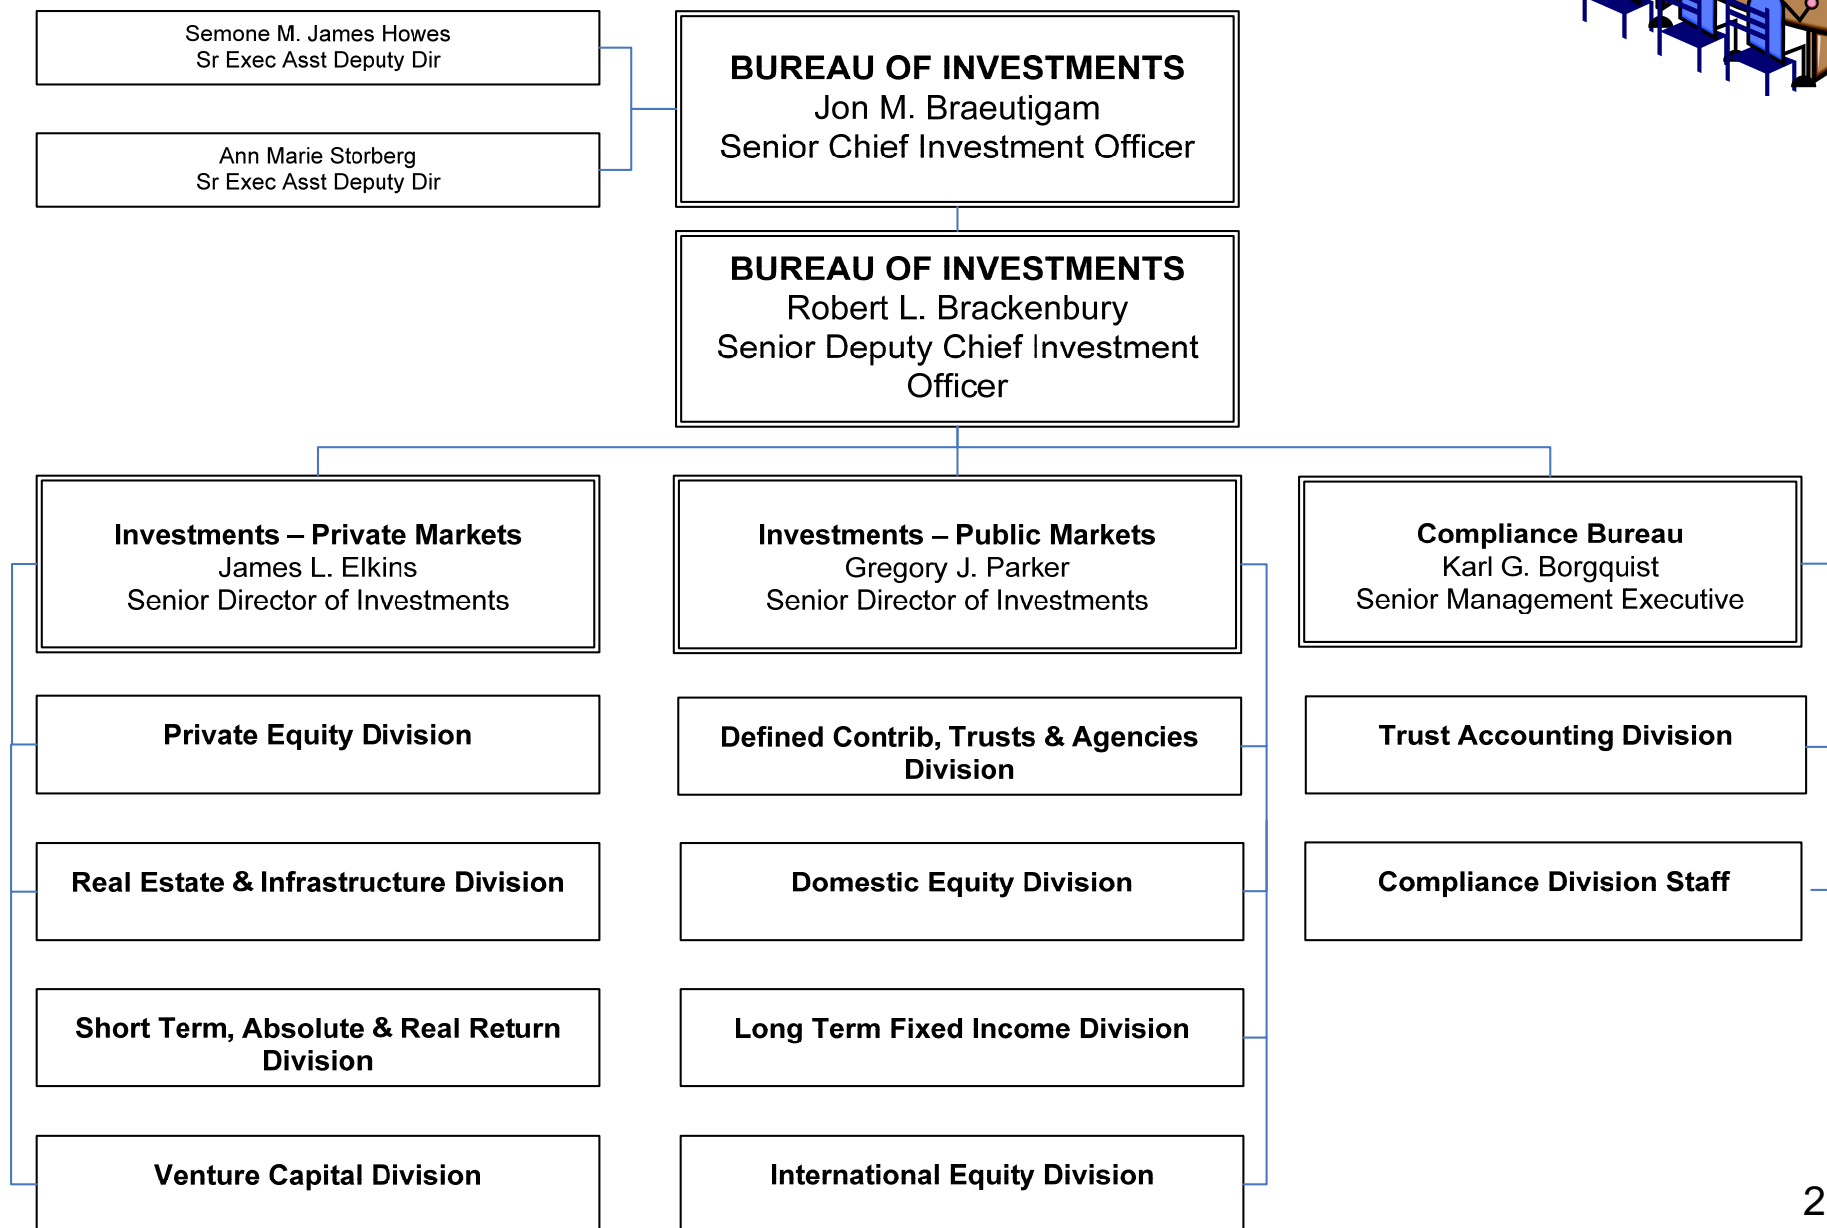 Semone M. James Howes
Sr Exec Asst Deputy Dir
Ann Marie Storberg
Sr Exec Asst Deputy Dir
BUREAU OF INVESTMENTS
Jon M. Braeutigam
Senior Chief Investment Officer
BUREAU OF INVESTMENTS
Robert L. Brackenbury
Senior Deputy Chief Investment
Officer
Investments – Private Markets
James L. Elkins
Senior Director of Investments
Investments – Public Markets
Gregory J. Parker
Senior Director of Investments
Compliance Bureau
Karl G. Borgquist
Senior Management Executive
Private Equity Division
Defined Contrib, Trusts & Agencies
Division
Trust Accounting Division
Real Estate & Infrastructure Division
Domestic Equity Division
Compliance Division Staff
Short Term, Absolute & Real Return
Division
Long Term Fixed Income Division
Venture Capital Division
International Equity Division
2